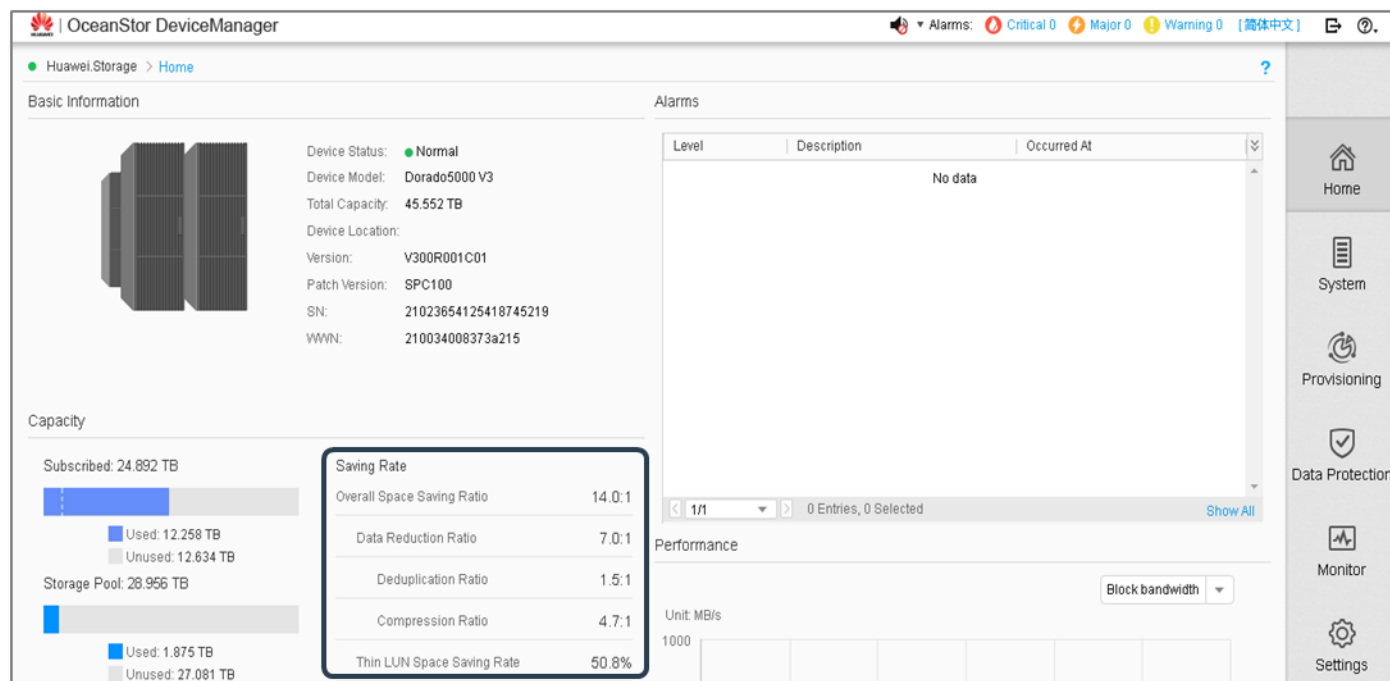 HUAWEI | OceanStor DeviceManager
Alarms: Critical 0 Major 0 Warning 0 [简体中文]
Huawei.Storage > Home
Basic Information
Device Status: Normal
Device Model: Dorado5000 V3
Total Capacity: 45.552 TB
Device Location:
Version: V300R001C01
Patch Version: SPC100
SN: 21023654125418745219
WWN: 210034008373a215
Capacity
Subscribed: 24.892 TB
Used: 12.258 TB
Unused: 12.634 TB
Storage Pool: 28.956 TB
Used: 1.875 TB
Unused: 27.081 TB
Saving Rate
Overall Space Saving Ratio 14.0:1
Data Reduction Ratio 7.0:1
Deduplication Ratio 1.5:1
Compression Ratio 4.7:1
Thin LUN Space Saving Rate 50.8%
?
Alarms
Level Description Occurred At
No data
1/1 0 Entries, 0 Selected Show All
Performance
Block bandwidth
Unit: MB/s
1000
Home
System
Provisioning
Data Protection
Monitor
Settings